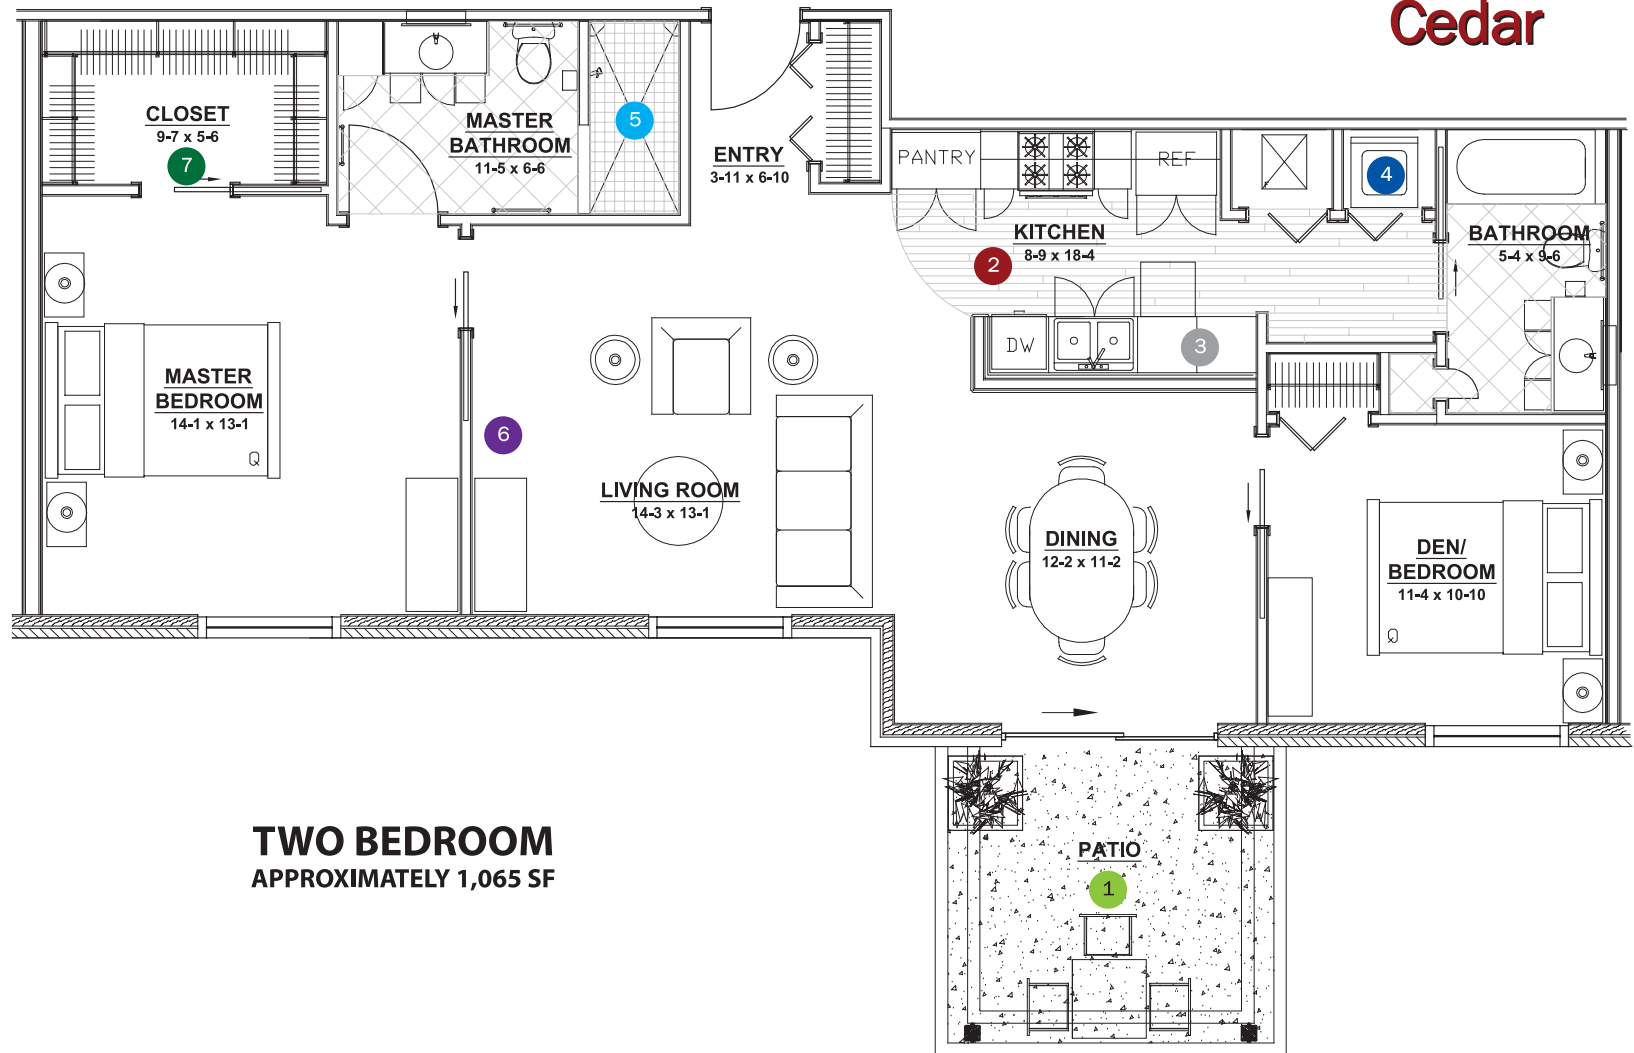 Cedar
CLOSET
9-7 x 5-6
7
MASTER
BATHROOM
11-5 x 6-6
5
ENTRY
3-11 x 6-10
PANTRY
REF
4
KITCHEN
8-9 x 18-4
2
BATHROOM
5-4 x 9-6
DW
3
MASTER
BEDROOM
14-1 x 13-1
Q
6
LIVING ROOM
14-3 x 13-1
DINING
12-2 x 11-2
DEN/
BEDROOM
11-4 x 10-10
Q
TWO BEDROOM
APPROXIMATELY 1,065 SF
PATIO
1